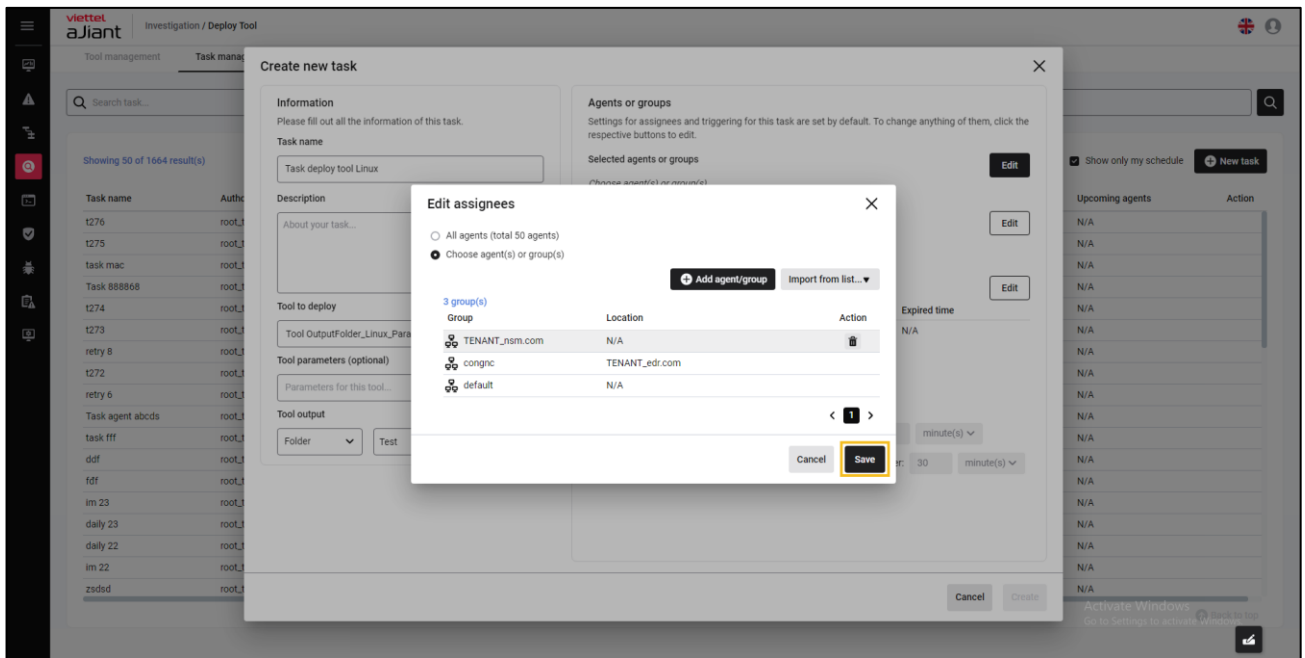 viettel
aJiant
Investigation / Deploy Tool
Tool management
Task manag
Search task...
Showing 50 of 1664 result(s)
Show only my schedule
New task
Task name
Autho
Upcoming agents
Action
t276
root_t
N/A
t275
root_t
N/A
task mac
root_t
N/A
Task 888868
root_t
N/A
t274
root_t
N/A
t273
root_t
N/A
retry 8
root_t
N/A
t272
root_t
N/A
retry 6
root_t
N/A
Task agent abcds
root_t
N/A
task fff
root_t
N/A
ddf
root_t
N/A
fdf
root_t
N/A
im 23
root_t
N/A
daily 23
root_t
N/A
daily 22
root_t
N/A
im 22
root_t
N/A
zsdsd
root_t
N/A
Back to top
Activate Windows
Go to Settings to activate Windows.
Create new task
Information
Please fill out all the information of this task.
Task name
Task deploy tool Linux
Description
About your task...
Tool to deploy
Tool OutputFolder_Linux_Para
Tool parameters (optional)
Parameters for this tool...
Tool output
Folder
Test
Agents or groups
Settings for assignees and triggering for this task are set by default. To change anything of them, click the
respective buttons to edit.
Selected agents or groups
Edit
Choose agent(s) or group(s)
Edit
Edit
Expired time
N/A
minute(s)
er: 30 minute(s)
Cancel
Create
Edit assignees
All agents (total 50 agents)
Choose agent(s) or group(s)
Add agent/group
Import from list...
3 group(s)
Group Location Action
TENANT_nsm.com N/A
congnc TENANT_edr.com
default N/A
1
Cancel
Save